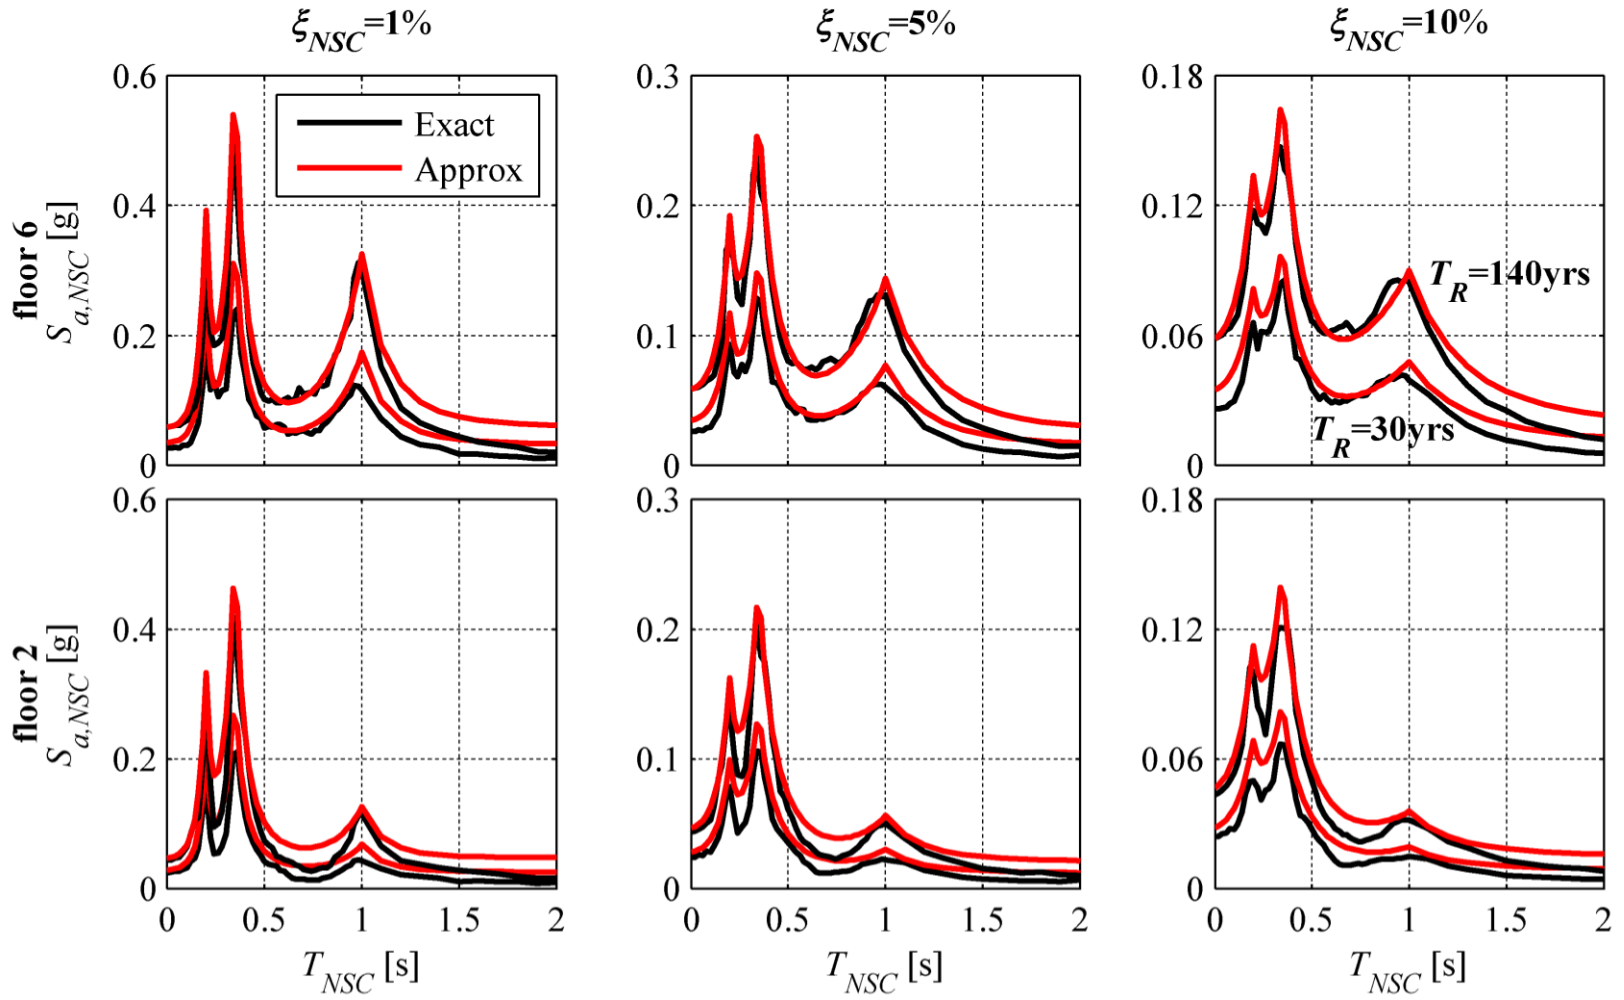 ξNSC=1% ξNSC=5% ξNSC=10%
0.6 0.3 0.18
Exact
Approx
0.4 0.2 0.12
floor 6
Sa,NSC [g]
TR=140yrs
0.2 0.1 0.06
TR=30yrs
0 0 0
0.6 0.3 0.18
0.4 0.2 0.12
floor 2
Sa,NSC [g]
0.2 0.1 0.06
0 0 0
0 0.5 1 1.5 2 0 0.5 1 1.5 2 0 0.5 1 1.5 2
TNSC [s] TNSC [s] TNSC [s]